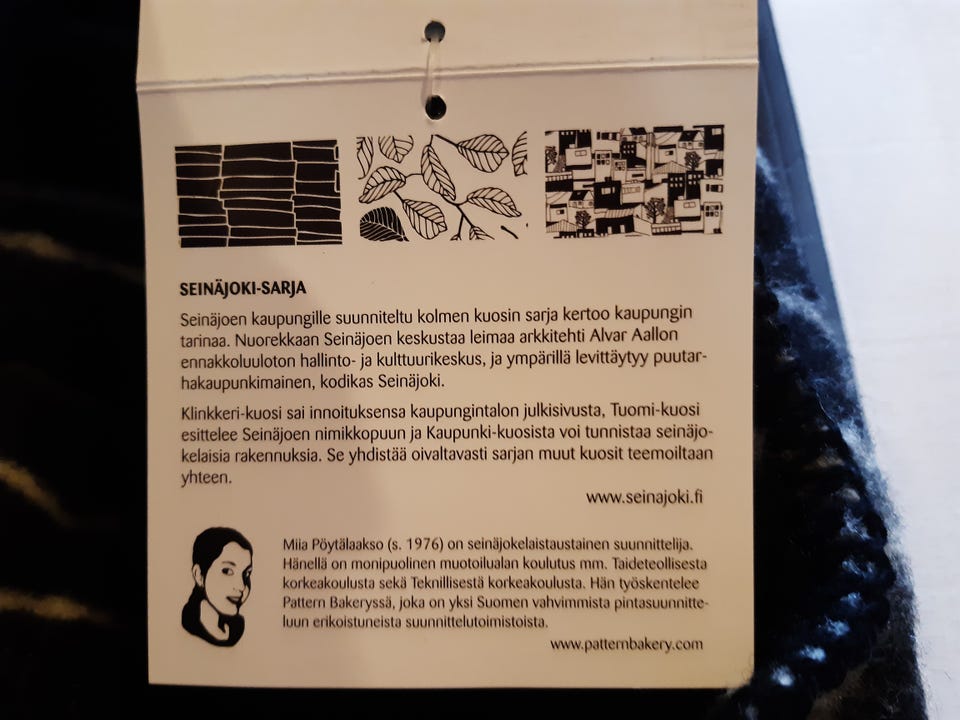 SEINÄJOKI-SARJA
Seinäjoen kaupungille suunniteltu kolmen kuosin sarja kertoo kaupungin
tarinaa. Nuorekkaan Seinäjoen keskustaa leimaa arkkitehti Alvar Aallon
ennakkoluuloton hallinto- ja kulttuurikeskus, ja ympärillä levittäytyy puutar-
hakaupunkimainen, kodikas Seinäjoki.
Klinkkeri-kuosi sai innoituksensa kaupungintalon julkisivusta, Tuomi-kuosi
esittelee Seinäjoen nimikkopuun ja Kaupunki-kuosista voi tunnistaa seinäjo-
kelaisia rakennuksia. Se yhdistää oivaltavasti sarjan muut kuosit teemoiltaan
yhteen.
www.seinajoki.fi
Miia Pöytälaakso (s. 1976) on seinäjokelaistaustainen suunnittelija.
Hänellä on monipuolinen muotoilualan koulutus mm. Taideteollisesta
korkeakoulusta sekä Teknillisestä korkeakoulusta. Hän työskentelee
Pattern Bakeryssä, joka on yksi Suomen vahvimmista pintasuunnitte-
luun erikoistuneista suunnittelutoimistoista.
www.patternbakery.com